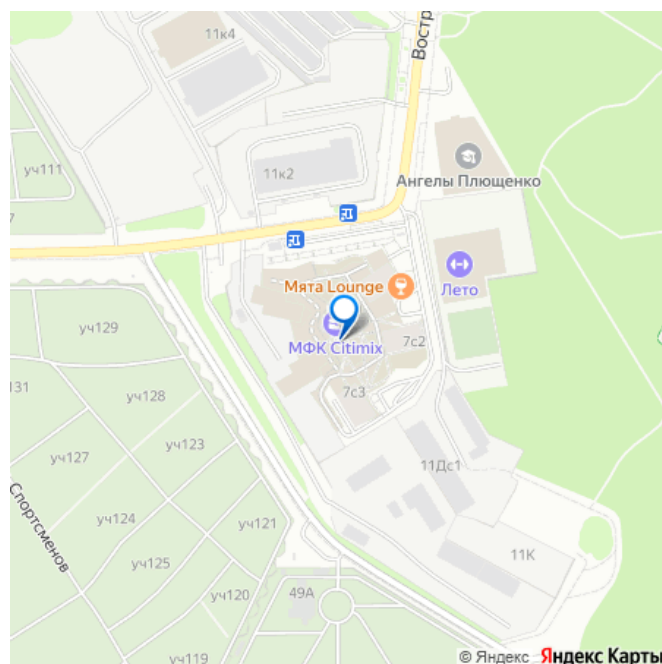 11к4
Востр
уч111
11к2
Ангелы Плющенко
7
Мята Lounge
Лето
уч129
МФК Citimix
7с2
131
уч128
7с3
уч123
уч127
11Дс1
Спортсменов
уч124
уч121
уч125
11К
уч120
49А
уч119
© Яндекс Яндекс Карты